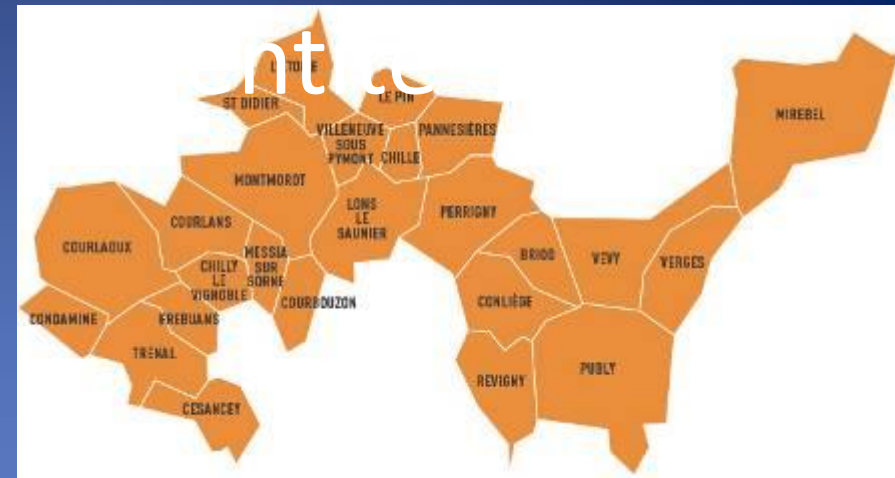 L'ETOILE
ST DIDIER
LE PIN
MIREBEL
VILLENEUVE
SOUS
PYMONT
CHILLE
PANNESIÈRES
MONTMOROT
LONS
LE
SAUNIER
PERRIGNY
COURLANS
COURLAOUX
MESSIA
SUR
SORNE
CHILLY
LE
VIGNOBLE
BRIOD
VEVY
VERGES
COURBOUZON
CONLIÈGE
CONDAMINE
FREBUANS
TRENAL
PUBLY
REVIGNY
CESANCEY